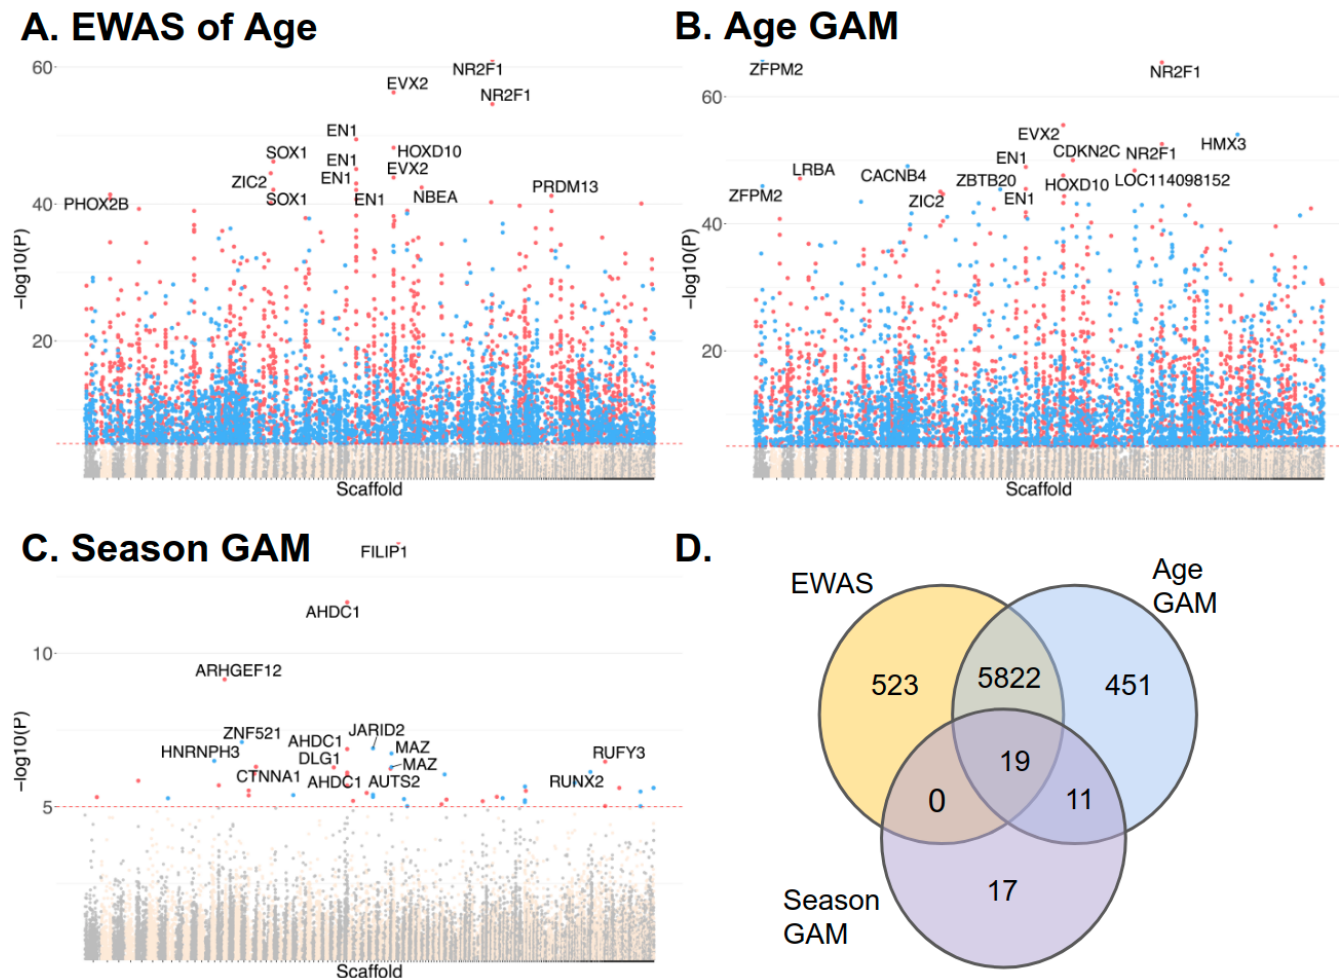 A. EWAS of Age
60
NR2F1
EVX2
NR2F1
EN1
SOX1
EN1
HOXD10
ZIC2
EN1
EVX2
SOX1
EN1
NBEA
PRDM13
PHOX2B
40
−log10(P)
20
Scaffold
B. Age GAM
ZFPM2
NR2F1
60
EVX2
CDKN2C
HMX3
EN1
NR2F1
LRBA
CACNB4
ZBTB20
HOXD10
LOC114098152
ZFPM2
ZIC2
EN1
40
−log10(P)
20
Scaffold
C. Season GAM
FILIP1
AHDC1
10
ARHGEF12
ZNF521
JARID2
HNRNPH3
AHDC1
MAZ
DLG1
MAZ
RUFY3
CTNNA1
AHDC1
AUTS2
RUNX2
−log10(P)
5
Scaffold
D.
EWAS
Age
GAM
523
5822
451
19
0
11
17
Season
GAM